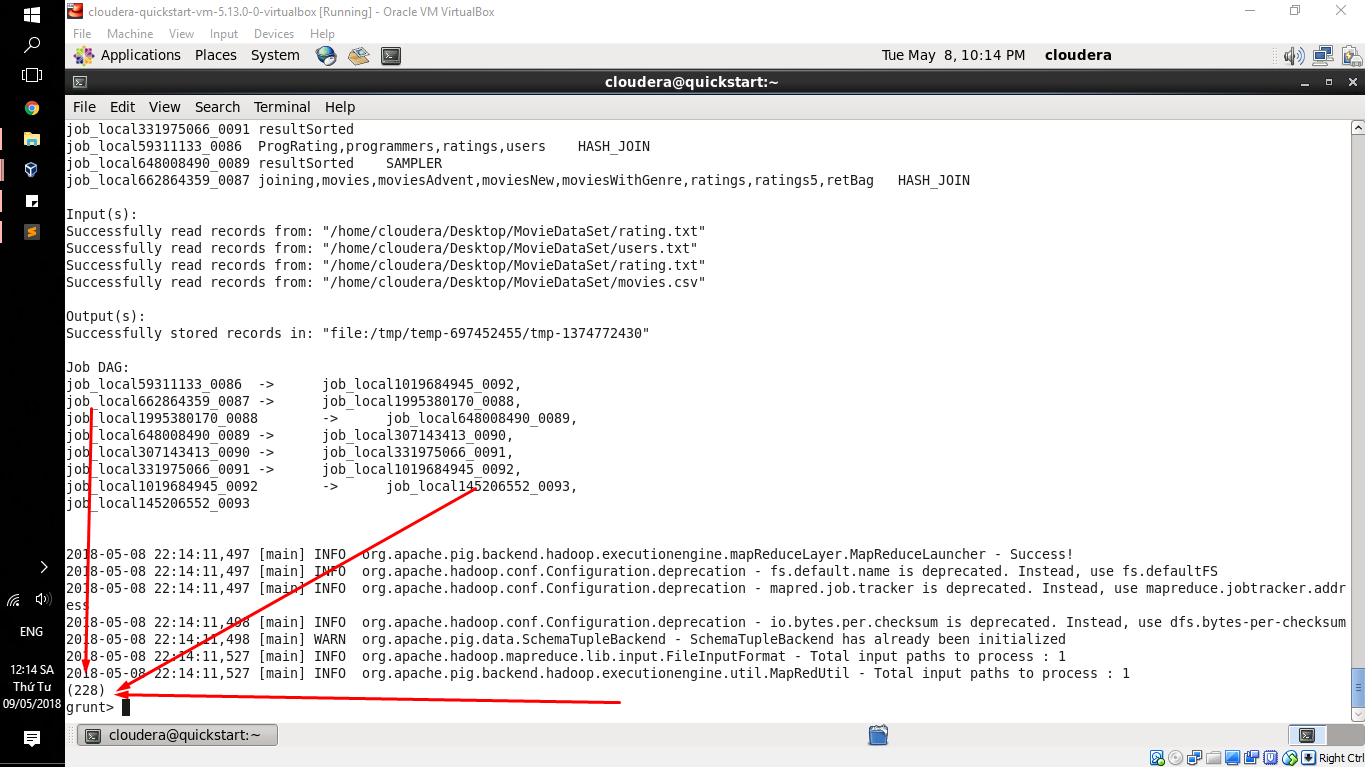 cloudera-quickstart-vm-5.13.0-0-virtualbox [Running] - Oracle VM VirtualBox
File Machine View Input Devices Help
Applications Places System Tue May 8, 10:14 PM cloudera
cloudera@quickstart:~
File Edit View Search Terminal Help
job_local331975066_0091 resultSorted
job_local59311133_0086 ProgRating,programmers,ratings,users HASH_JOIN
job_local648008490_0089 resultSorted SAMPLER
job_local662864359_0087 joining,movies,moviesAdvent,moviesNew,moviesWithGenre,ratings,ratings5,retBag HASH_JOIN
Input(s):
Successfully read records from: "/home/cloudera/Desktop/MovieDataSet/rating.txt"
Successfully read records from: "/home/cloudera/Desktop/MovieDataSet/users.txt"
Successfully read records from: "/home/cloudera/Desktop/MovieDataSet/rating.txt"
Successfully read records from: "/home/cloudera/Desktop/MovieDataSet/movies.csv"
Output(s):
Successfully stored records in: "file:/tmp/temp-697452455/tmp-1374772430"
Job DAG:
job_local59311133_0086 -> job_local1019684945_0092,
job_local662864359_0087 -> job_local1995380170_0088,
job_local1995380170_0088 -> job_local648008490_0089,
job_local648008490_0089 -> job_local307143413_0090,
job_local307143413_0090 -> job_local331975066_0091,
job_local331975066_0091 -> job_local1019684945_0092,
job_local1019684945_0092 -> job_local145206552_0093,
job_local145206552_0093
2018-05-08 22:14:11,497 [main] INFO org.apache.pig.backend.hadoop.executionengine.mapReduceLayer.MapReduceLauncher - Success!
2018-05-08 22:14:11,497 [main] INFO org.apache.hadoop.conf.Configuration.deprecation - fs.default.name is deprecated. Instead, use fs.defaultFS
2018-05-08 22:14:11,497 [main] INFO org.apache.hadoop.conf.Configuration.deprecation - mapred.job.tracker is deprecated. Instead, use mapreduce.jobtracker.addr
ess
2018-05-08 22:14:11,498 [main] INFO org.apache.hadoop.conf.Configuration.deprecation - io.bytes.per.checksum is deprecated. Instead, use dfs.bytes-per-checksum
2018-05-08 22:14:11,498 [main] WARN org.apache.pig.data.SchemaTupleBackend - SchemaTupleBackend has already been initialized
2018-05-08 22:14:11,527 [main] INFO org.apache.hadoop.mapreduce.lib.input.FileInputFormat - Total input paths to process : 1
2018-05-08 22:14:11,527 [main] INFO org.apache.pig.backend.hadoop.executionengine.util.MapRedUtil - Total input paths to process : 1
(228)
grunt>
cloudera@quickstart:~
Right Ctrl
ENG
12:14 SA
Thứ Tư
09/05/2018